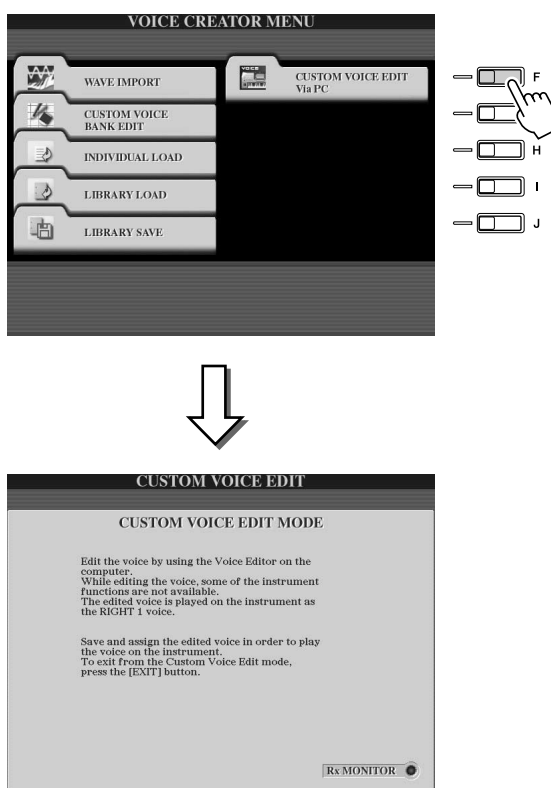 VOICE CREATOR MENU
WAVE IMPORT
CUSTOM VOICE
BANK EDIT
INDIVIDUAL LOAD
LIBRARY LOAD
LIBRARY SAVE
VOICE
CUSTOM VOICE EDIT
Via PC
F
H
I
J
CUSTOM VOICE EDIT
CUSTOM VOICE EDIT MODE
Edit the voice by using the Voice Editor on the
computer.
While editing the voice, some of the instrument
functions are not available.
The edited voice is played on the instrument as
the RIGHT 1 voice.
Save and assign the edited voice in order to play
the voice on the instrument.
To exit from the Custom Voice Edit mode,
press the [EXIT] button.
Rx MONITOR